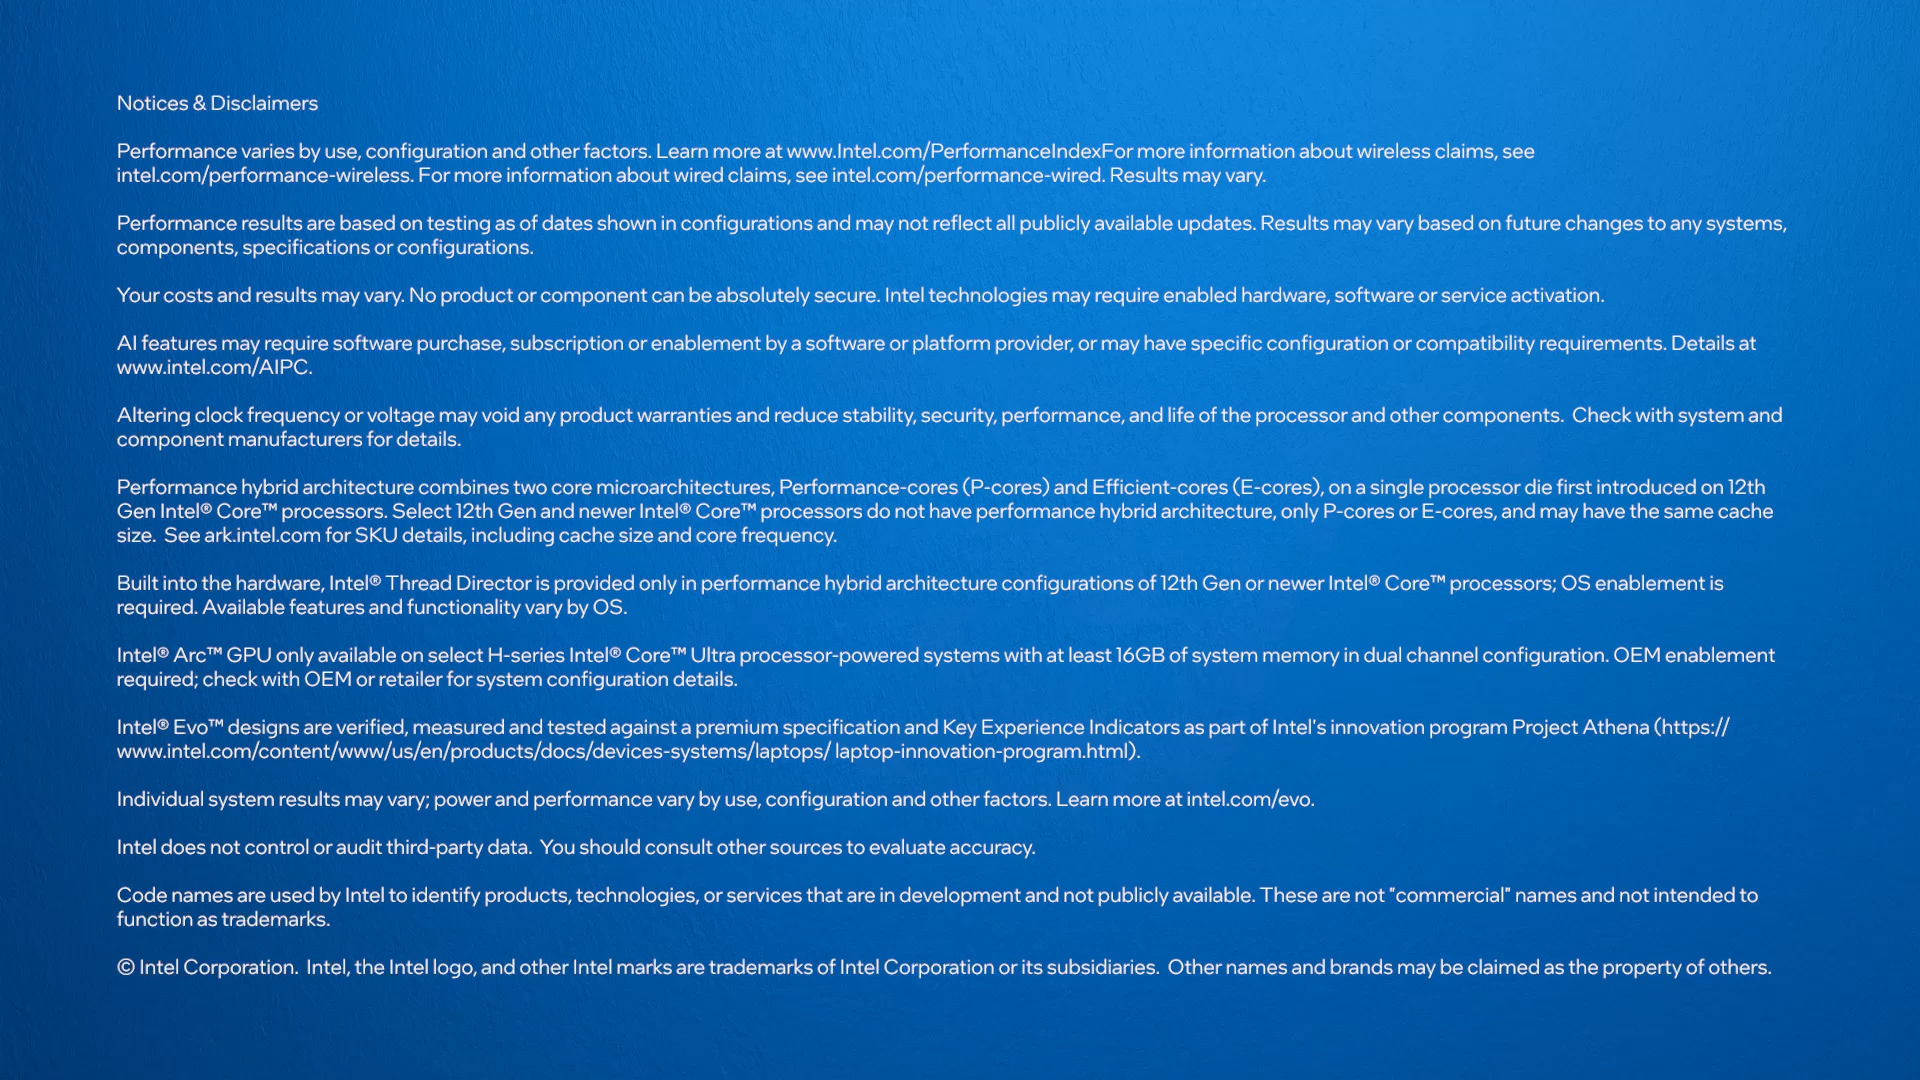 Notices & Disclaimers
Performance varies by use, configuration and other factors. Learn more at www.Intel.com/PerformanceIndexFor more information about wireless claims, see
intel.com/performance-wireless. For more information about wired claims, see intel.com/performance-wired. Results may vary.
Performance results are based on testing as of dates shown in configurations and may not reflect all publicly available updates. Results may vary based on future changes to any systems,
components, specifications or configurations.
Your costs and results may vary. No product or component can be absolutely secure. Intel technologies may require enabled hardware, software or service activation.
AI features may require software purchase, subscription or enablement by a software or platform provider, or may have specific configuration or compatibility requirements. Details at
www.intel.com/AIPC.
Altering clock frequency or voltage may void any product warranties and reduce stability, security, performance, and life of the processor and other components.  Check with system and
component manufacturers for details.
Performance hybrid architecture combines two core microarchitectures, Performance-cores (P-cores) and Efficient-cores (E-cores), on a single processor die first introduced on 12th
Gen Intel® Core™ processors. Select 12th Gen and newer Intel® Core™ processors do not have performance hybrid architecture, only P-cores or E-cores, and may have the same cache
size.  See ark.intel.com for SKU details, including cache size and core frequency.
Built into the hardware, Intel® Thread Director is provided only in performance hybrid architecture configurations of 12th Gen or newer Intel® Core™ processors; OS enablement is
required. Available features and functionality vary by OS.
Intel® Arc™ GPU only available on select H-series Intel® Core™ Ultra processor-powered systems with at least 16GB of system memory in dual channel configuration. OEM enablement
required; check with OEM or retailer for system configuration details.
Intel® Evo™ designs are verified, measured and tested against a premium specification and Key Experience Indicators as part of Intel's innovation program Project Athena (https://
www.intel.com/content/www/us/en/products/docs/devices-systems/laptops/ laptop-innovation-program.html).
Individual system results may vary; power and performance vary by use, configuration and other factors. Learn more at intel.com/evo.
Intel does not control or audit third-party data.  You should consult other sources to evaluate accuracy.
Code names are used by Intel to identify products, technologies, or services that are in development and not publicly available. These are not "commercial" names and not intended to
function as trademarks.
© Intel Corporation.  Intel, the Intel logo, and other Intel marks are trademarks of Intel Corporation or its subsidiaries.  Other names and brands may be claimed as the property of others.